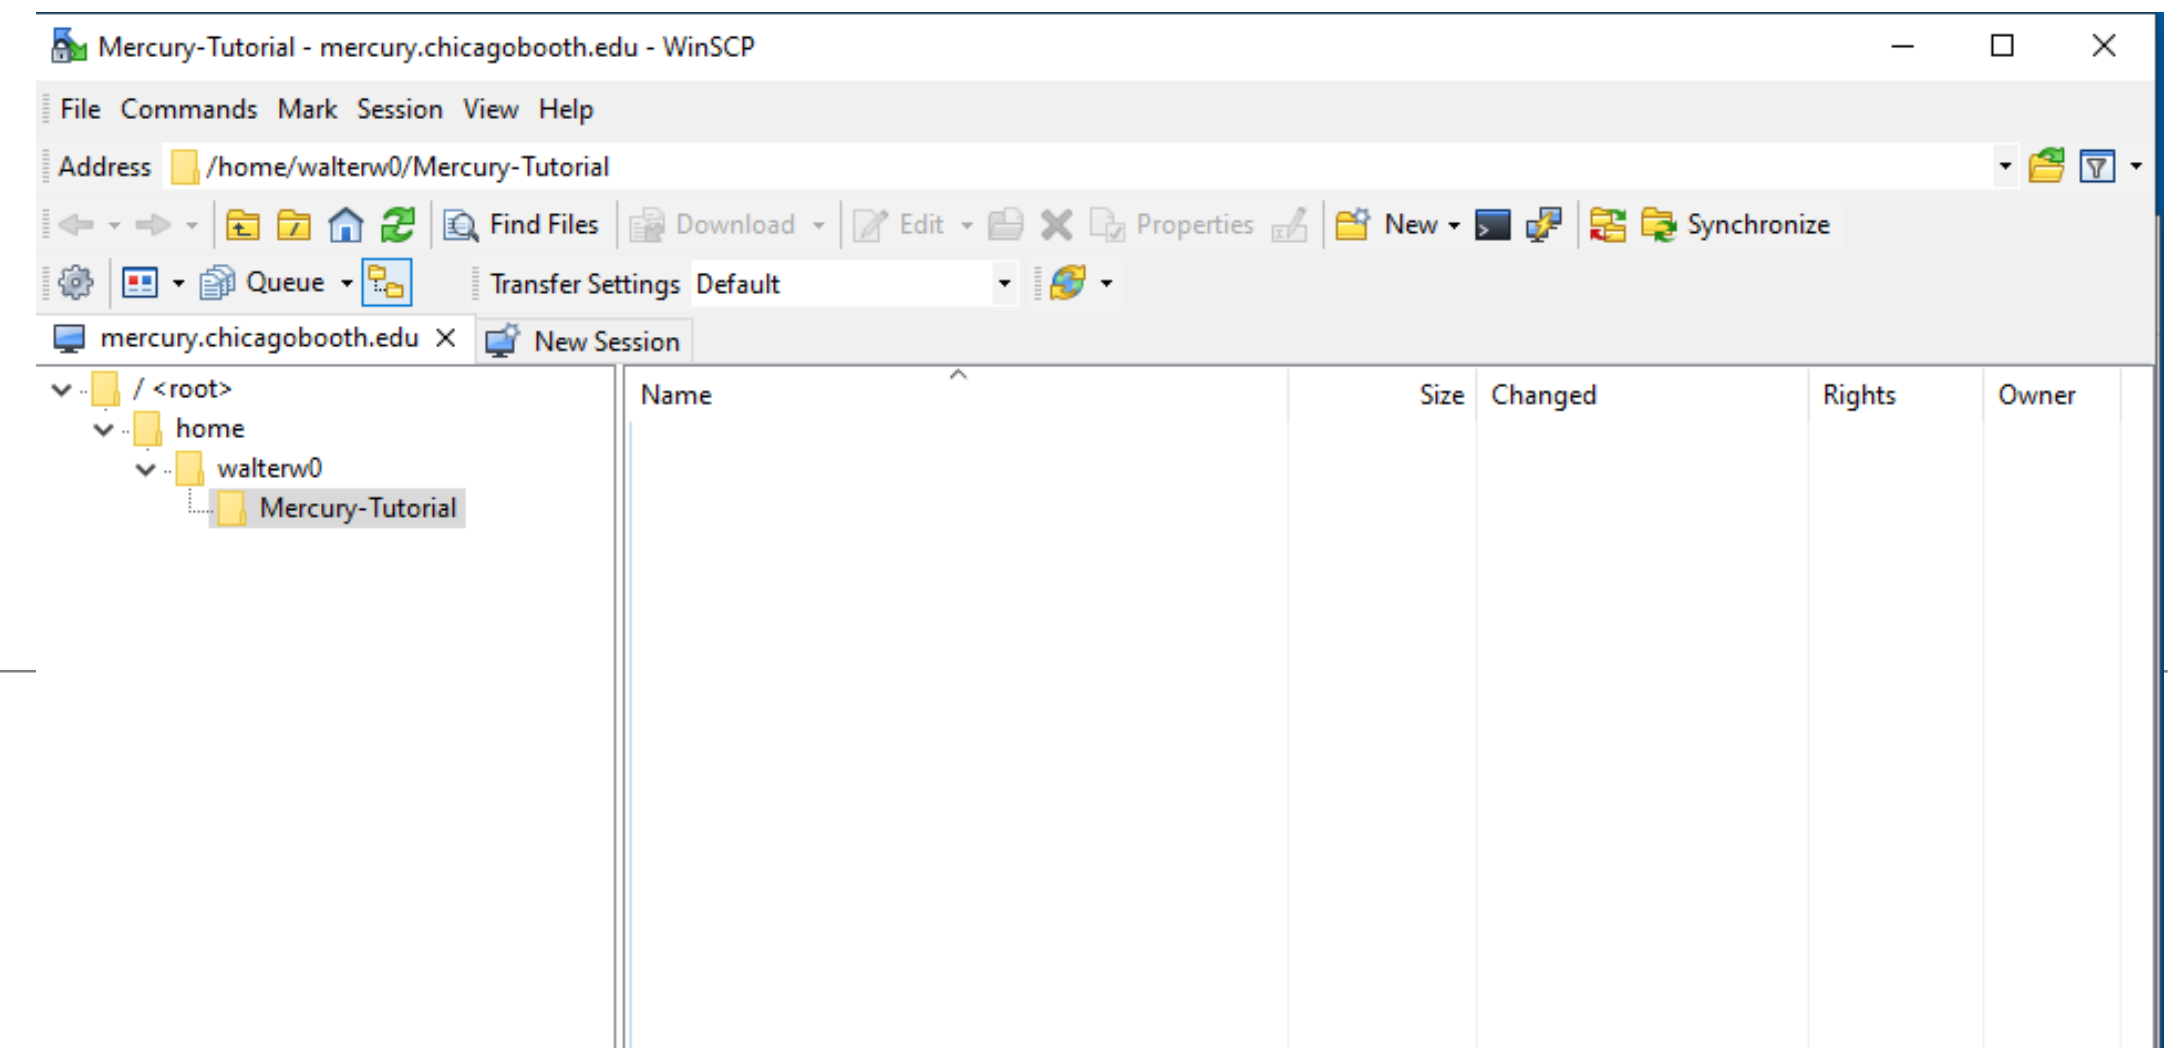 Mercury-Tutorial - mercury.chicagobooth.edu - WinSCP
File Commands Mark Session View Help
Address /home/walterw0/Mercury-Tutorial
Find Files Download Edit Properties New Synchronize
Queue Transfer Settings Default
mercury.chicagobooth.edu New Session
/ <root>
home
walterw0
Mercury-Tutorial
Name Size Changed Rights Owner